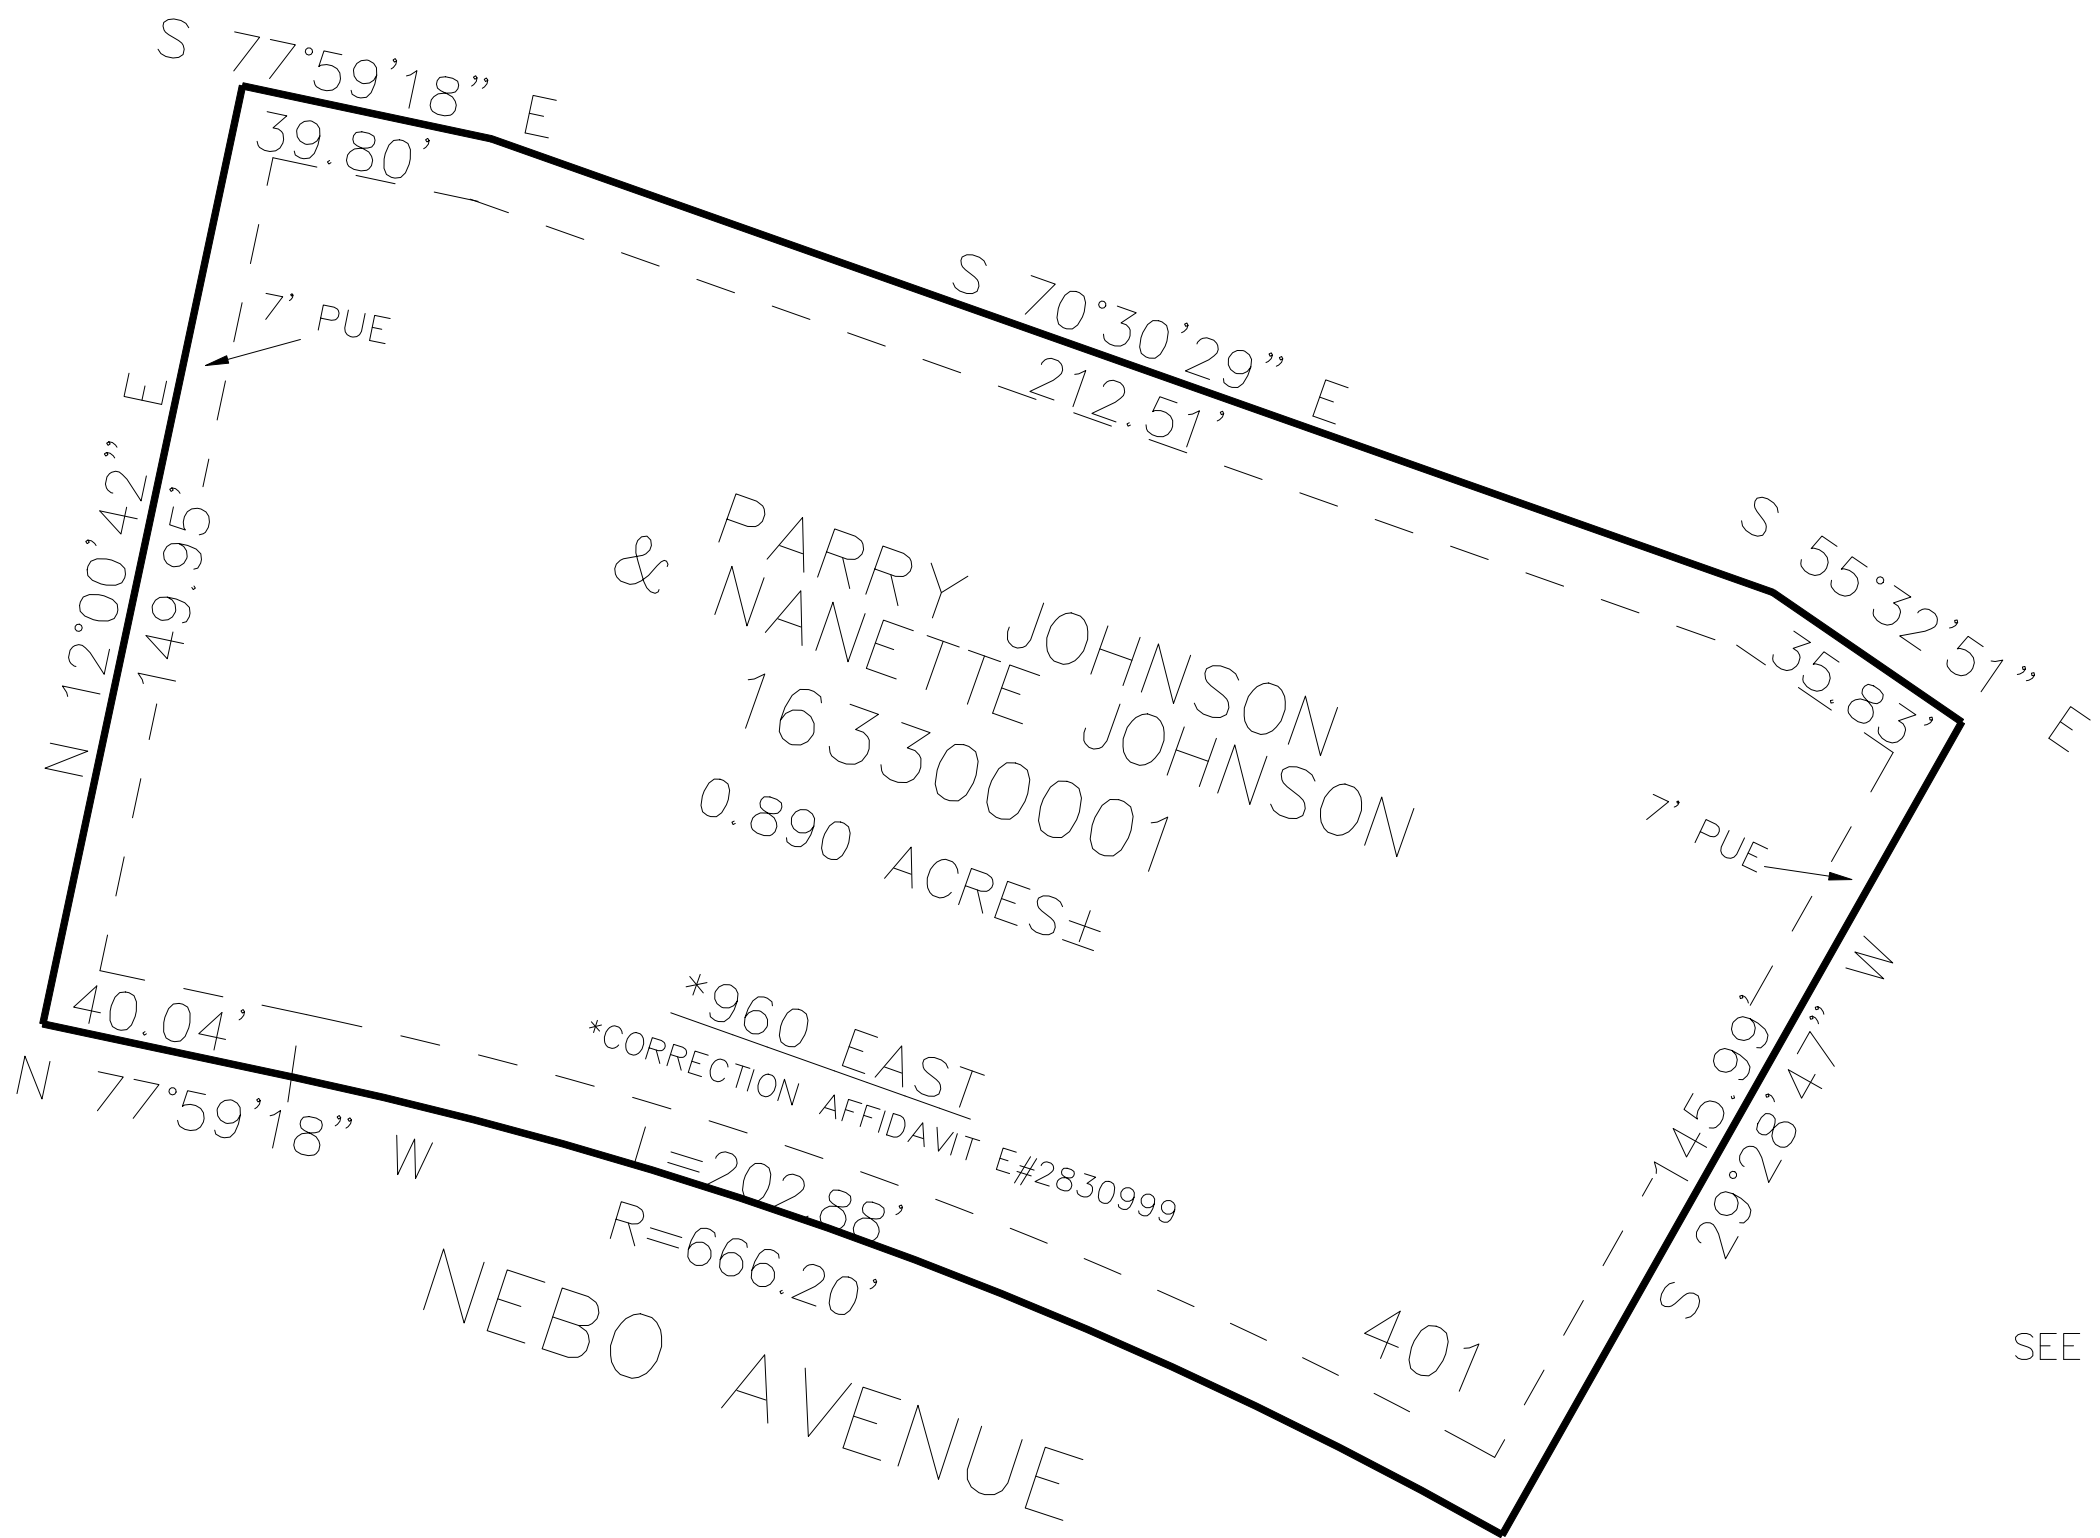 S 77°59'18" E
39.80'
S 70°30'29" E
212.51'
S 55°32'51" E
35.83'
7' PUE
N 12°00'42" E
149.95'
PARRY JOHNSON
& NANETTE JOHNSON
163300001
0.890 ACRES±
7' PUE
*960 EAST
*CORRECTION AFFIDAVIT E#2830999
145.99'
S 29°28'47" W
40.04'
N 77°59'18" W
L=202.88'
R=666.20'
401
NEBO AVENUE
SEE